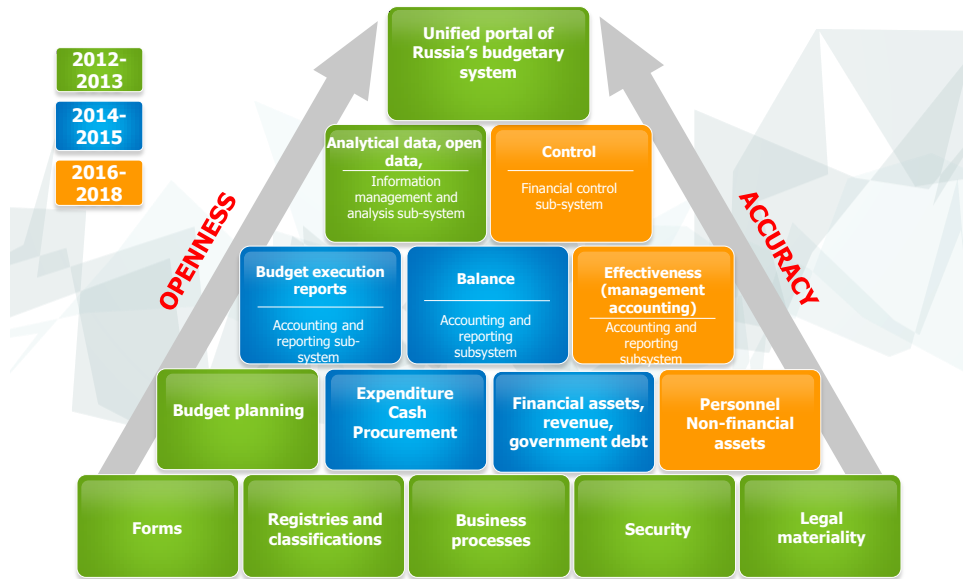 Unified portal of
Russia's budgetary
system
2012-
2013
2014-
2015
2016-
2018
OPENNESS
ACCURACY
Analytical data, open
data,
Information
management and
analysis sub-system
Control
Financial control
sub-system
Budget execution
reports
Accounting and
reporting sub-
system
Balance
Accounting and
reporting
subsystem
Effectiveness
(management
accounting)
Accounting and
reporting
subsystem
Budget planning
Expenditure
Cash
Procurement
Financial assets,
revenue,
government debt
Personnel
Non-financial
assets
Forms
Registries and
classifications
Business
processes
Security
Legal
materiality